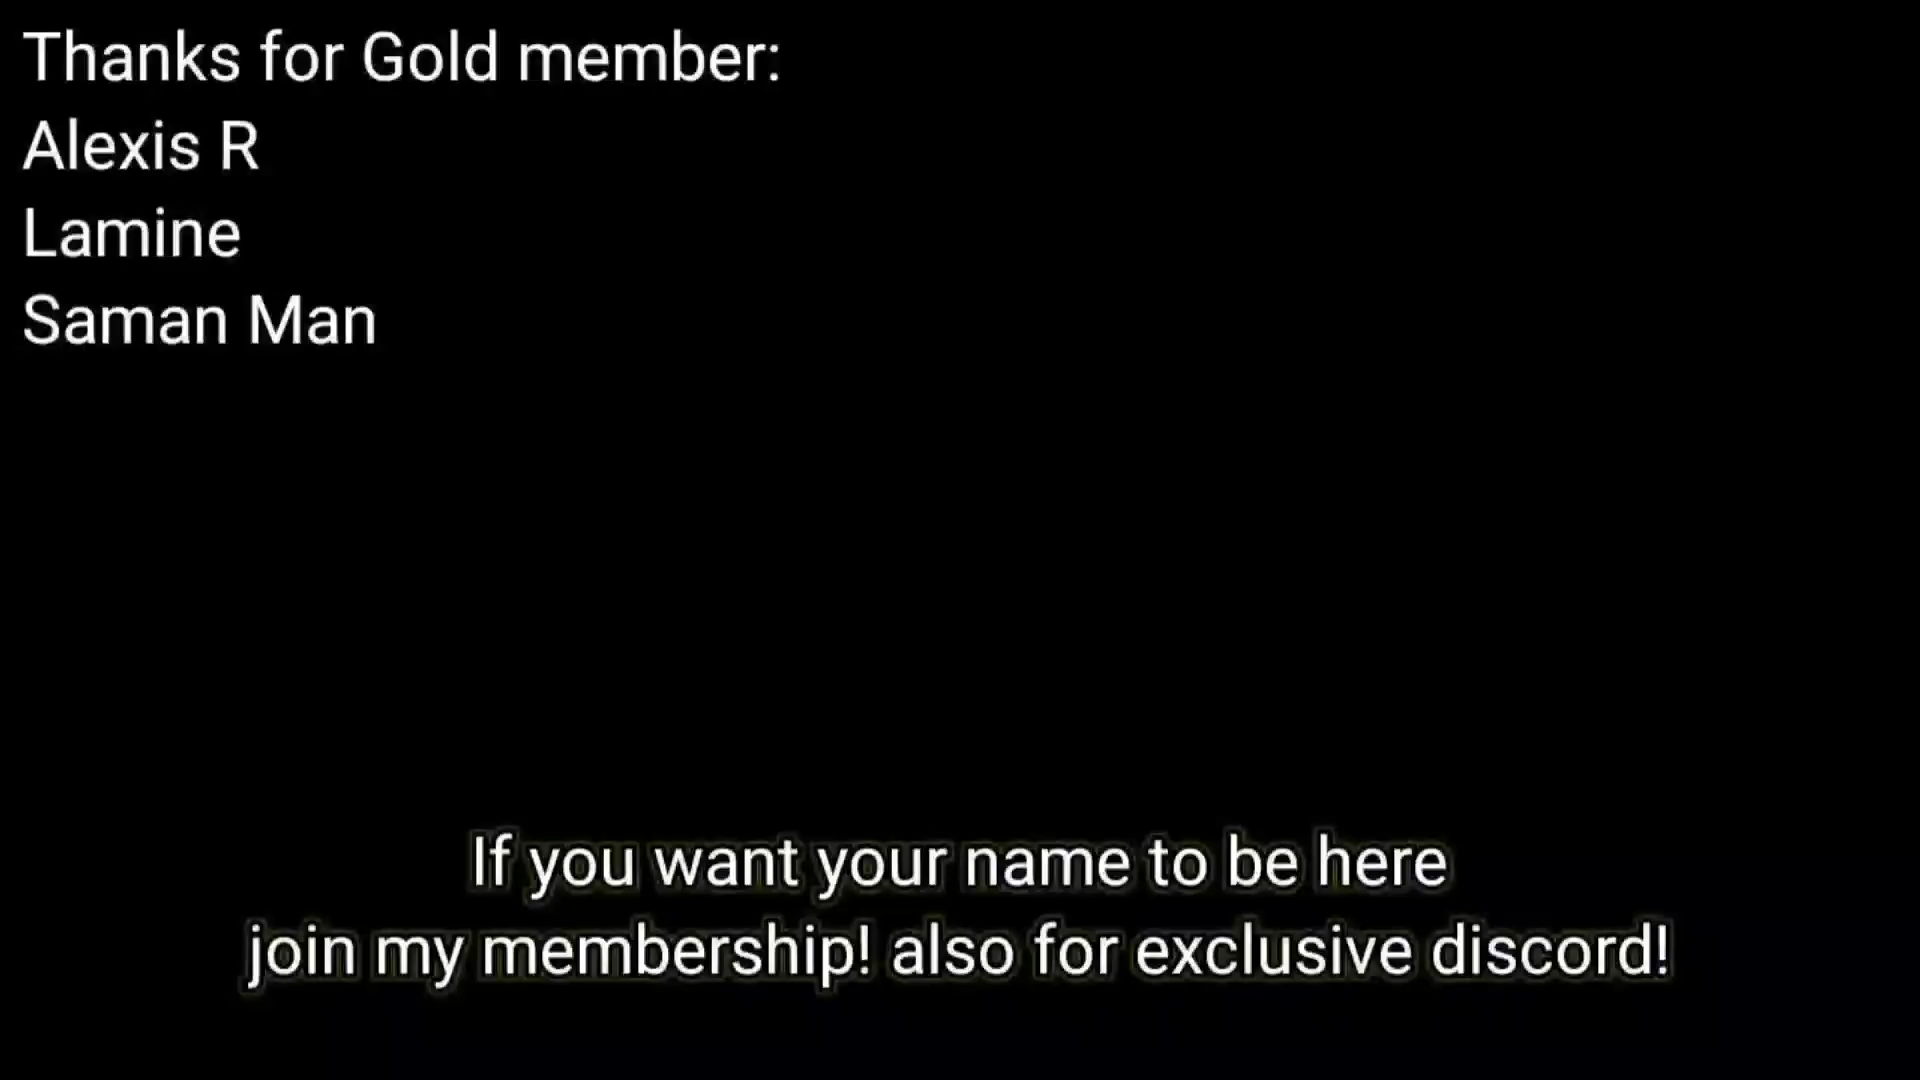 Thanks for Gold member:
Alexis R
Lamine
Saman Man
If you want your name to be here
join my membership! also for exclusive discord!